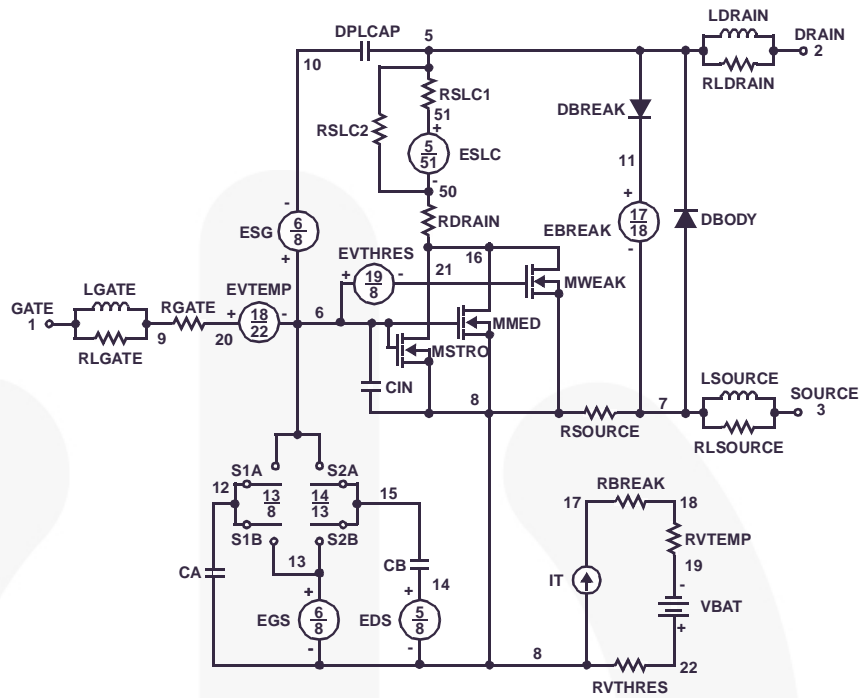 LDRAIN
DPLCAP
5
DRAIN
2
10
RLDRAIN
RSLC1
DBREAK
51
+
RSLC2
5
51
ESLC
11
-
50
-
+
6
8
ESG
RDRAIN
17
18
EBREAK
DBODY
+
EVTHRES
16
-
+
19
8
-
21
MWEAK
LGATE
EVTEMP
GATE
1
RGATE
+
18
22
-
6
MMED
9
20
MSTRO
RLGATE
LSOURCE
CIN
8
7
SOURCE
3
RSOURCE
RLSOURCE
S1A
S2A
12
13
8
14
13
15
RBREAK
17
18
S1B
S2B
RVTEMP
13
CB
19
CA
14
IT
-
+
+
VBAT
EGS
6
8
EDS
5
8
+
-
-
8
22
RVTHRES